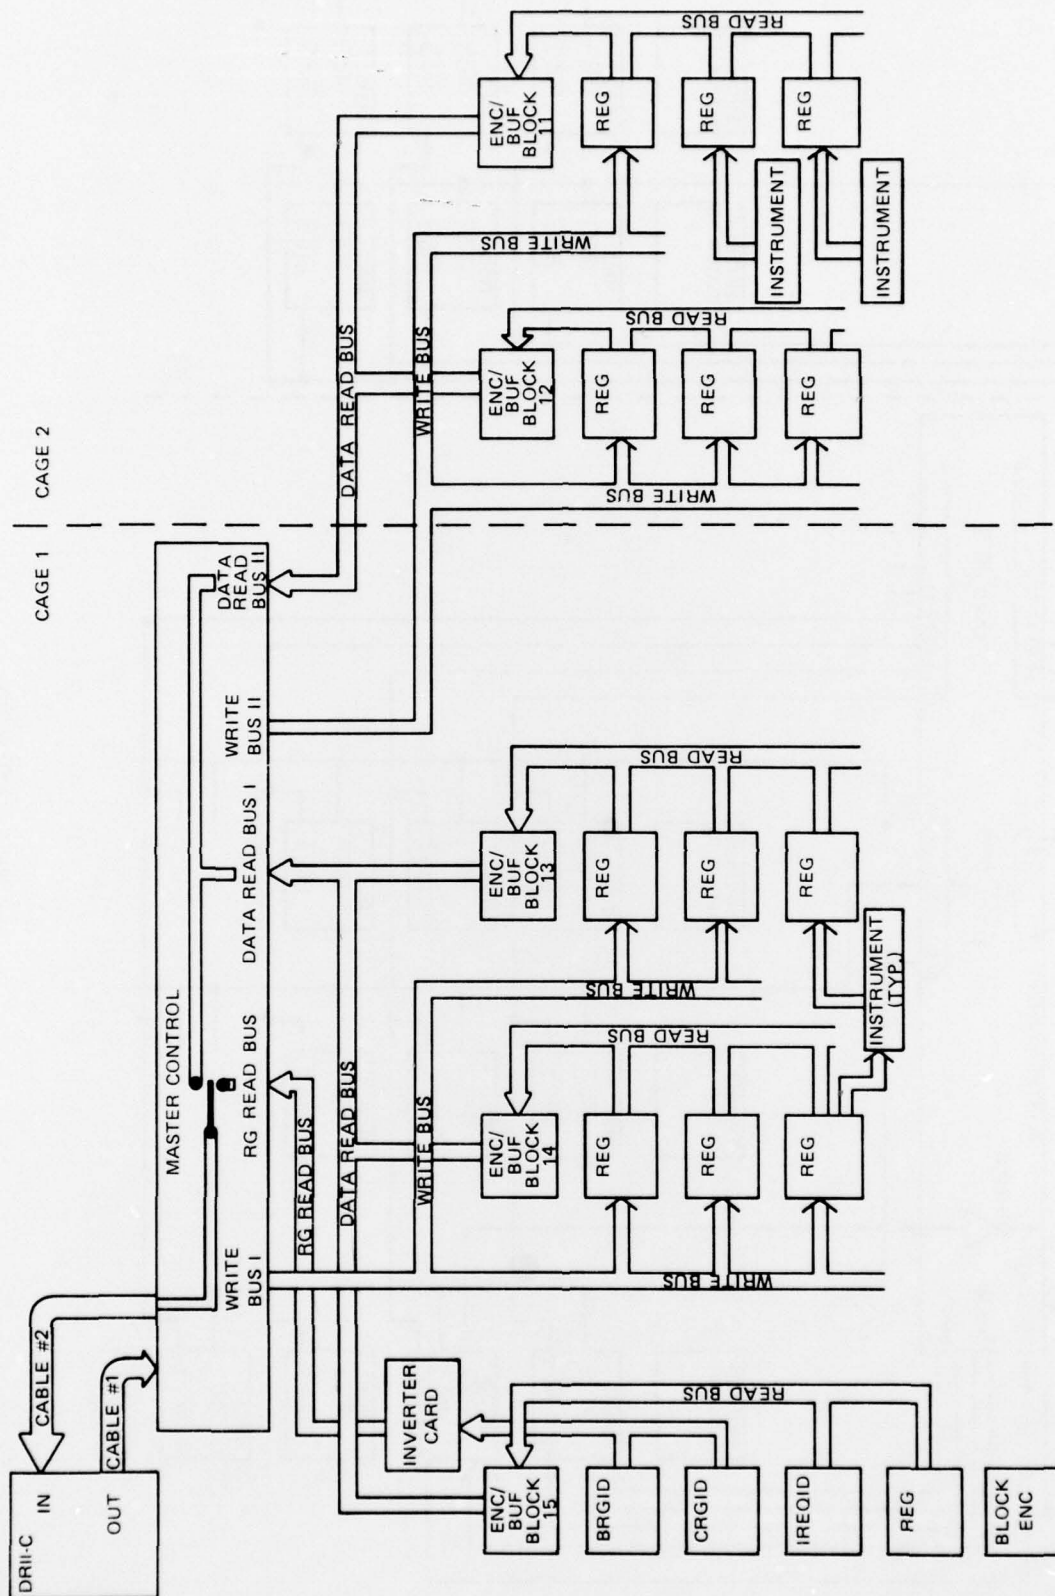 CAGE 1
CAGE 2
DR11-C
IN
OUT
CABLE #2
CABLE #1
MASTER CONTROL
WRITE
BUS I
RG READ BUS
DATA READ BUS I
WRITE
BUS II
DATA
READ
BUS II
RG READ BUS
DATA READ BUS
WRITE BUS
DATA READ BUS
WRITE BUS
INVERTER
CARD
ENC/
BUF
BLOCK
15
READ BUS
BRGID
CRGID
IREQID
REG
BLOCK
ENC
WRITE BUS
ENC/
BUF
BLOCK
14
READ BUS
REG
REG
REG
WRITE BUS
ENC/
BUF
BLOCK
13
READ BUS
REG
REG
REG
INSTRUMENT
(TYP.)
WRITE BUS
ENC/
BUF
BLOCK
12
READ BUS
REG
REG
REG
WRITE BUS
ENC/
BUF
BLOCK
11
READ BUS
REG
REG
REG
INSTRUMENT
INSTRUMENT